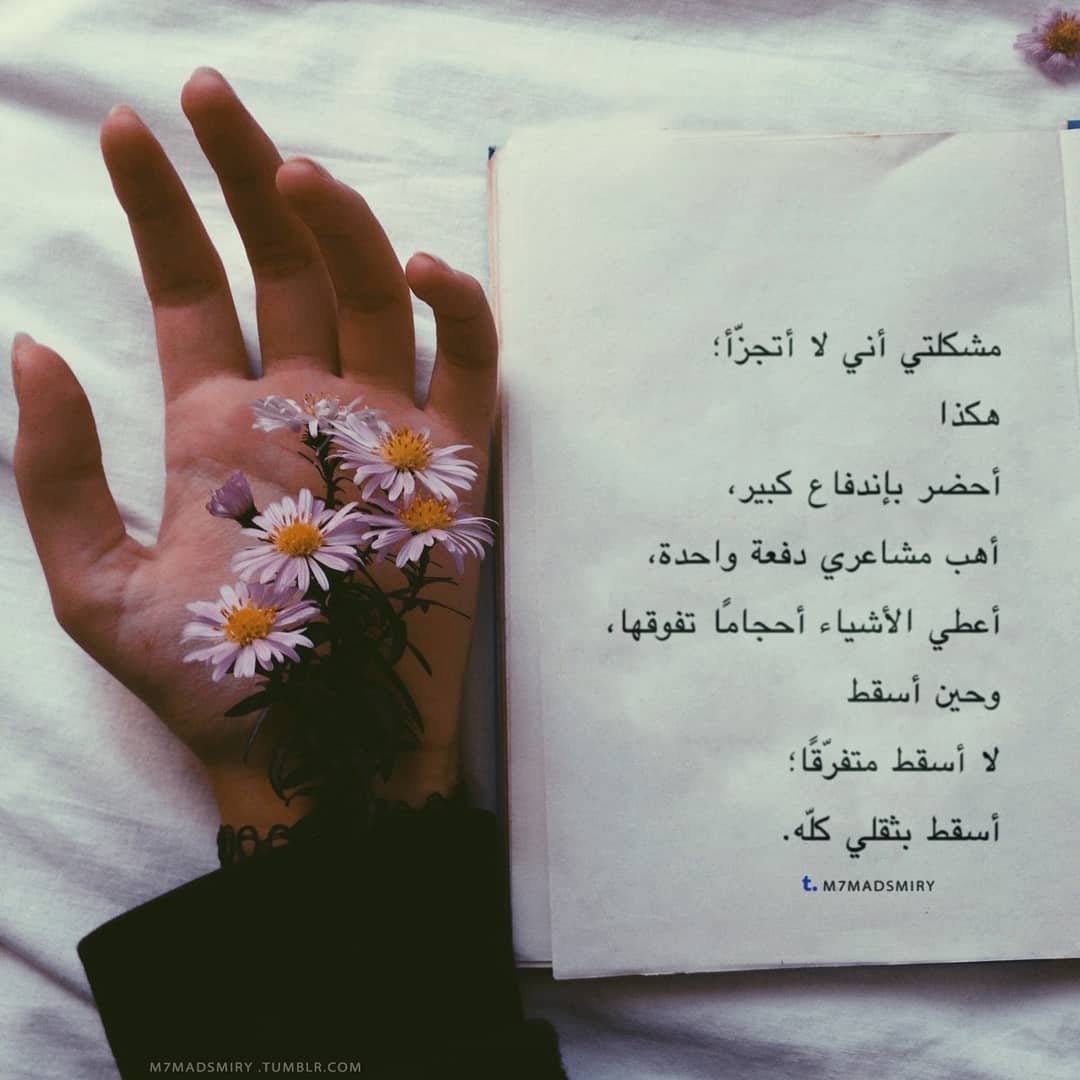 مشكلتي أني لا أتجزّأ؛
هكذا
أحضر بإندفاع كبير،
أهب مشاعري دفعة واحدة،
أعطي الأشياء أحجامًا تفوقها،
وحين أسقط
لا أسقط متفرّقًا؛
أسقط بثقلي كلّه.
t. M7MADSMIRY
M7MADSMIRY .TUMBLR.COM